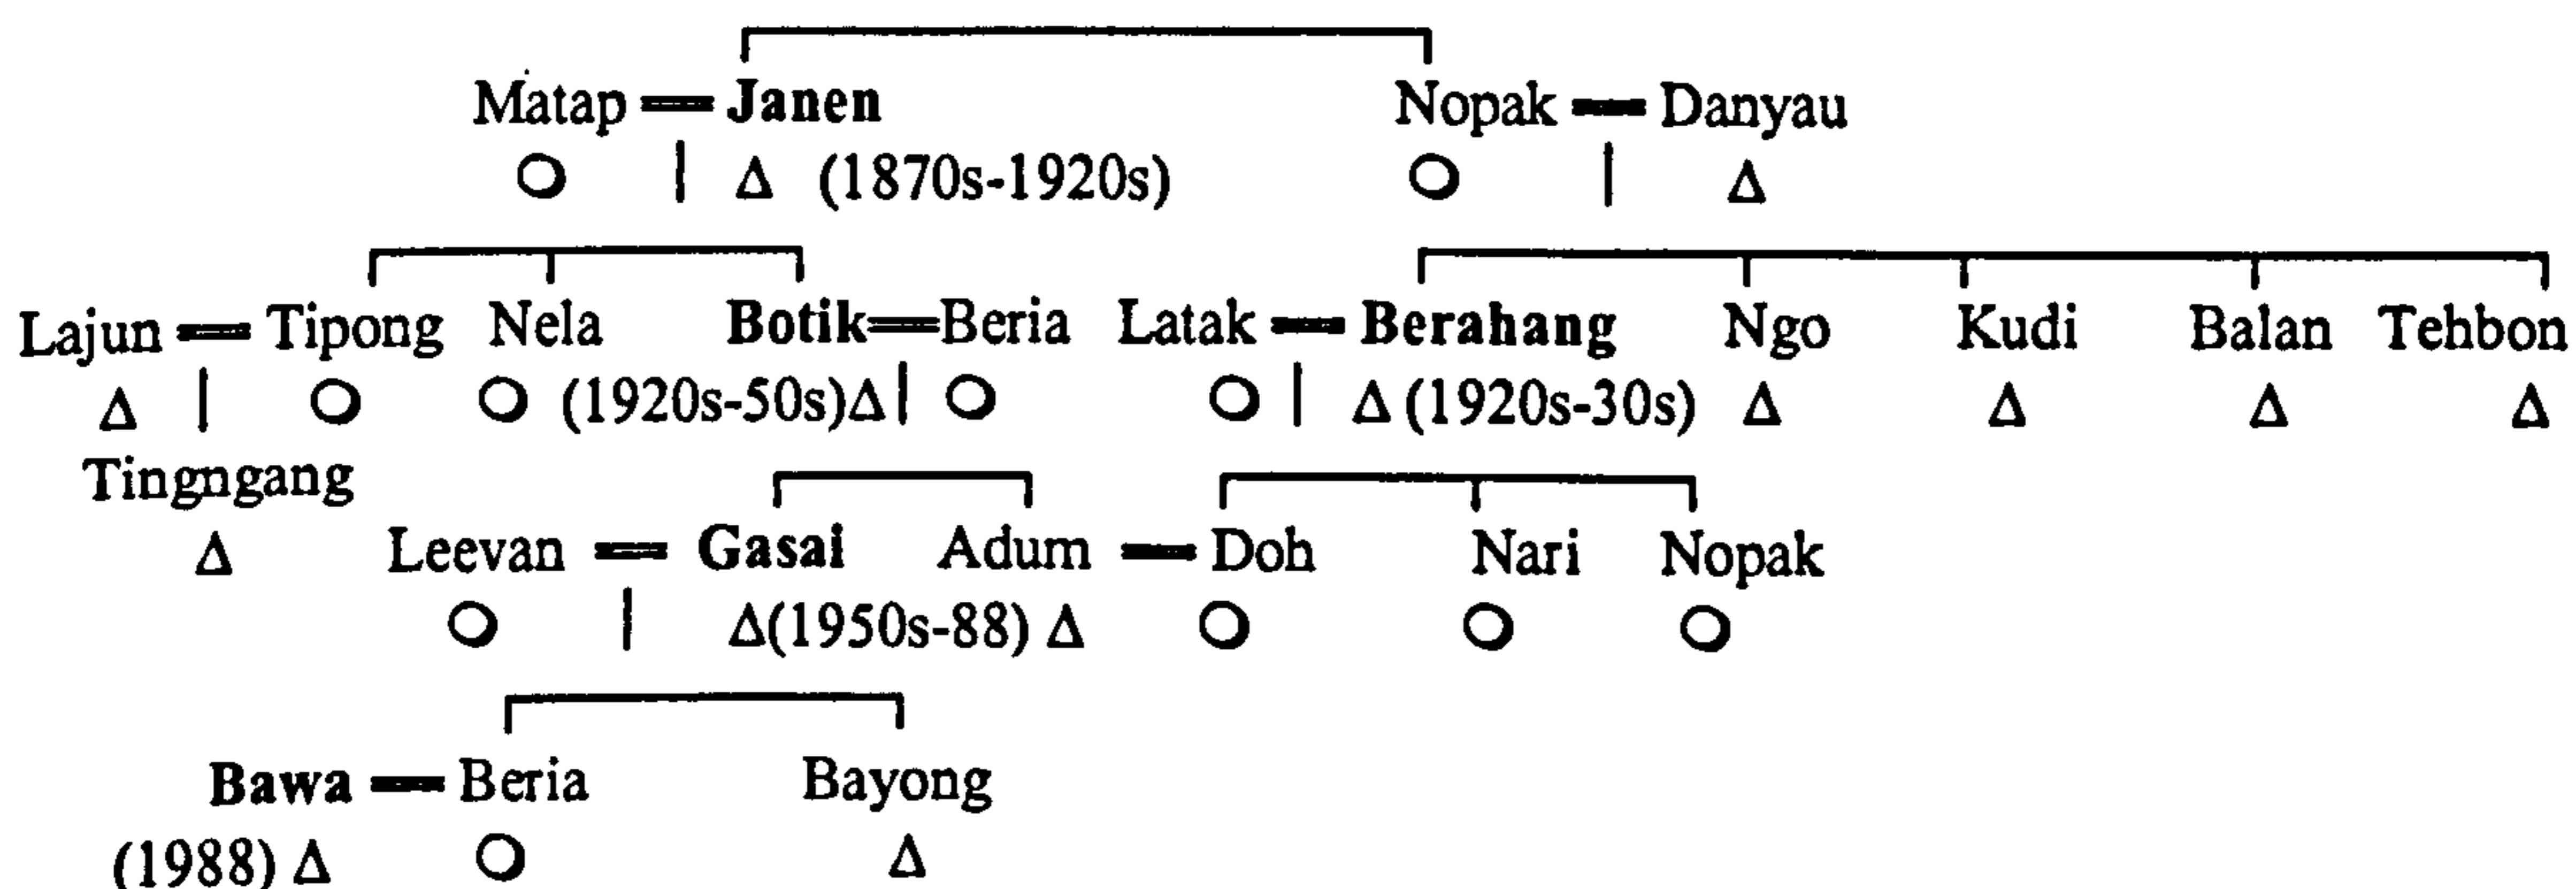 Matap Janen Nopak Danyau
(1870s-1920s)
Lajun Tipong Nela Botik Beria Latak Berahang Ngo Kudi Balan Tehbon
(1920s-50s) (1920s-30s)
Tingngang
Leevan Gasai Adum Doh Nari Nopak
(1950s-88)
Bawa Beria Bayong
(1988)